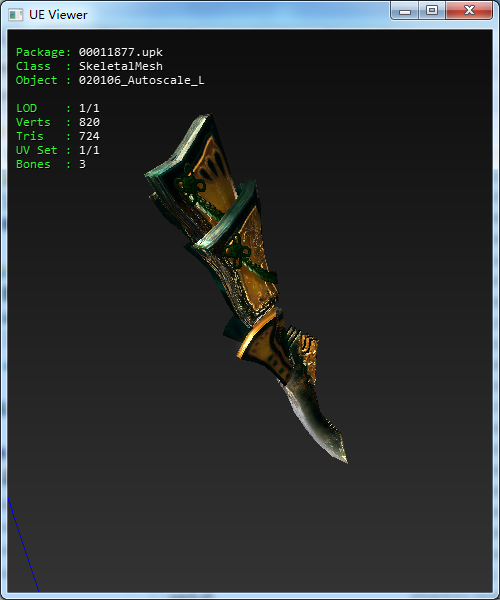 UE Viewer
Package: 00011877.upk
Class : SkeletalMesh
Object : 020106_Autoscale_L
LOD : 1/1
Verts : 820
Tris : 724
UV Set : 1/1
Bones : 3